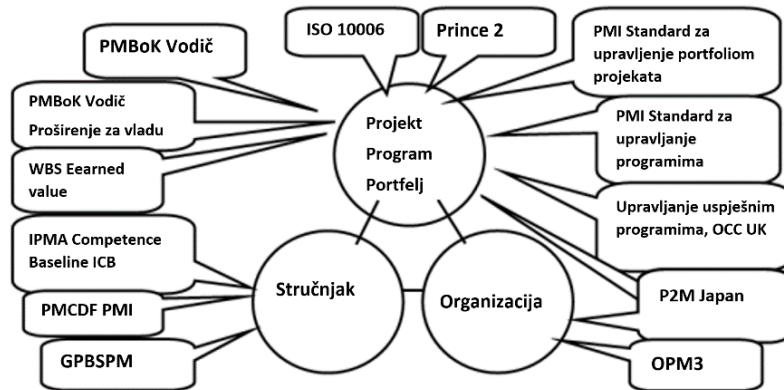 PMBoK Vodič
ISO 10006
Prince 2
PMI Standard za
upravljenje portfoliom
projekata
PMBoK Vodič
Proširenje za vladu
WBS Eearned
value
Projekt
Program
Portfelj
PMI Standard za
upravljanje
programima
Upravljanje uspješnim
programima, OCC UK
IPMA Competence
Baseline ICB
PMCDF PMI
GPBSPM
Stručnjak
Organizacija
P2M Japan
OPM3